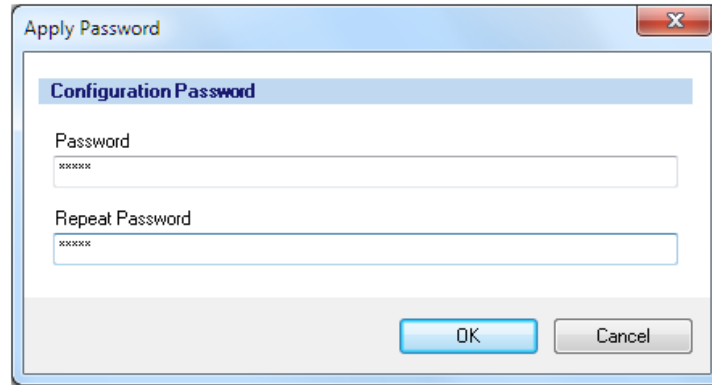 Apply Password
Configuration Password
Password
*****
Repeat Password
*****
OK
Cancel